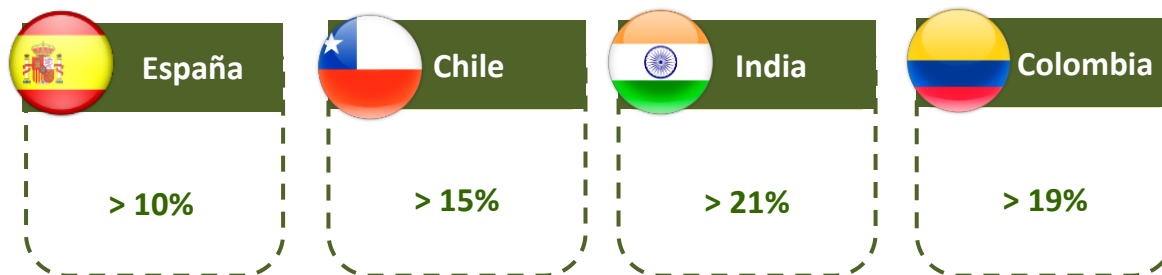 España
> 10%
Chile
> 15%
India
> 21%
Colombia
> 19%